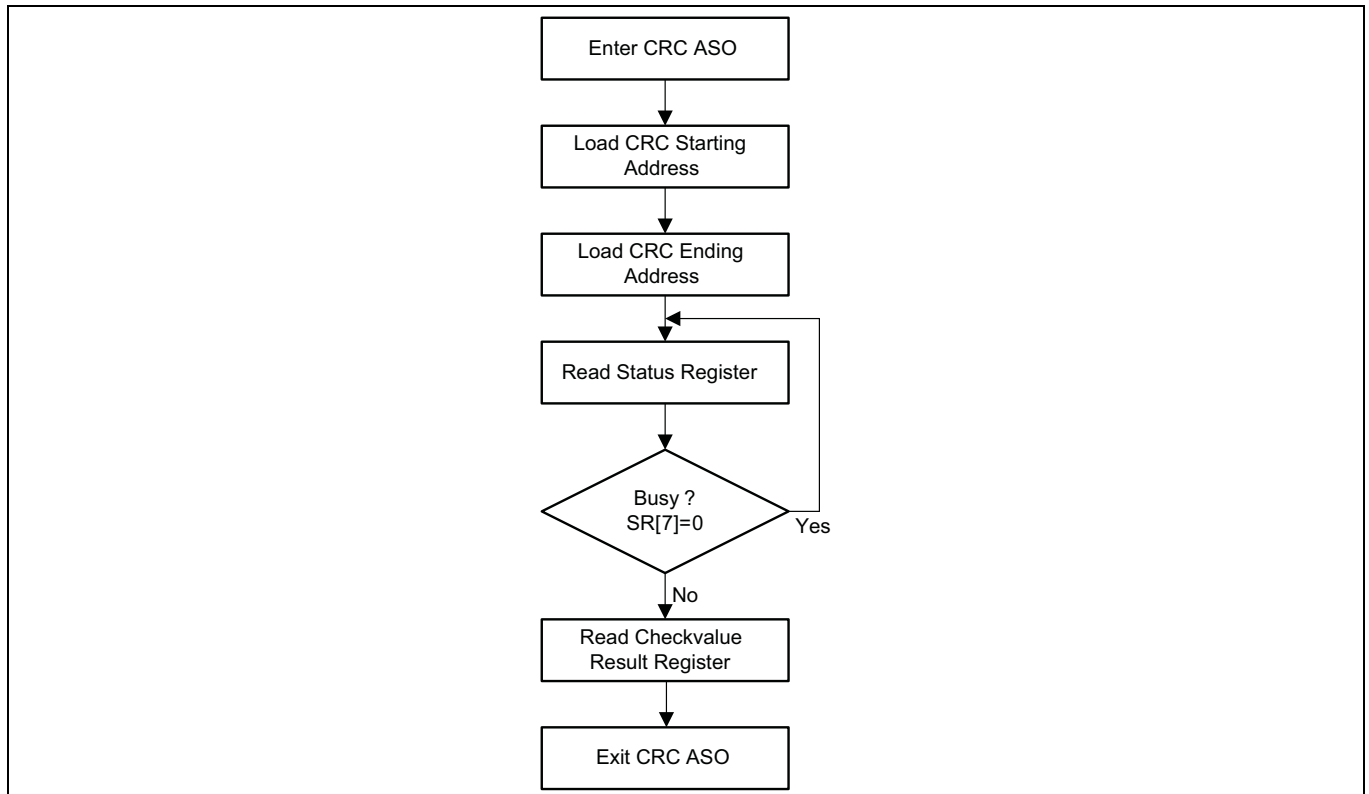 Enter CRC ASO
Load CRC Starting
Address
Load CRC Ending
Address
Read Status Register
Busy ?
SR[7]=0
Yes
No
Read Checkvalue
Result Register
Exit CRC ASO